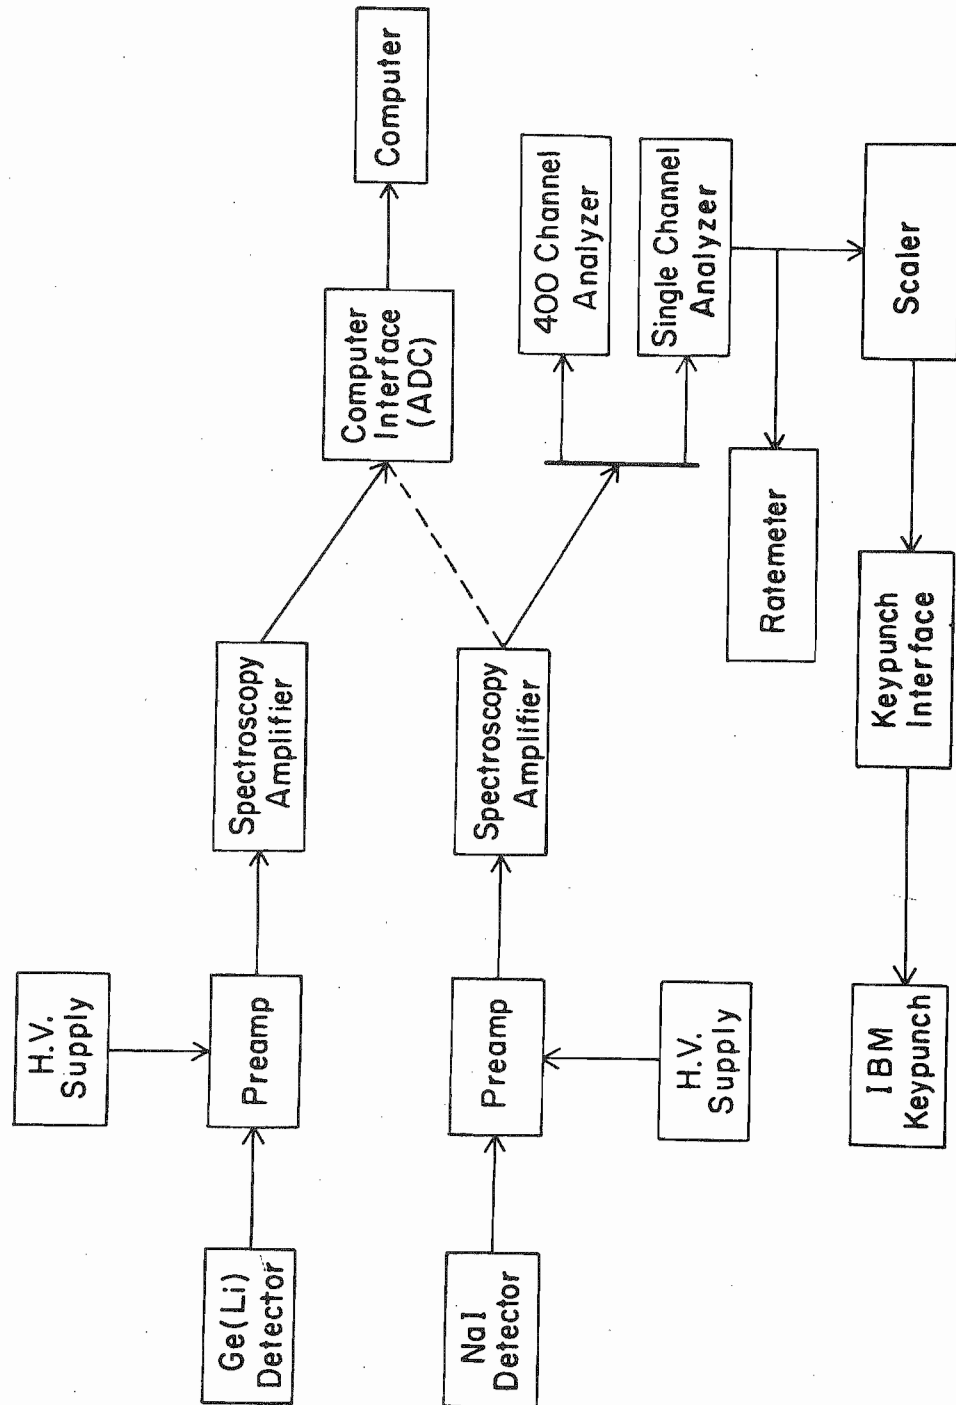 H.V.
Supply
Ge(Li)
Detector
Preamp
Spectroscopy
Amplifier
Computer
Interface
(ADC)
Computer
NaI
Detector
Preamp
Spectroscopy
Amplifier
400 Channel
Analyzer
Single Channel
Analyzer
H.V.
Supply
Ratemeter
IBM
Keypunch
Keypunch
Interface
Scaler